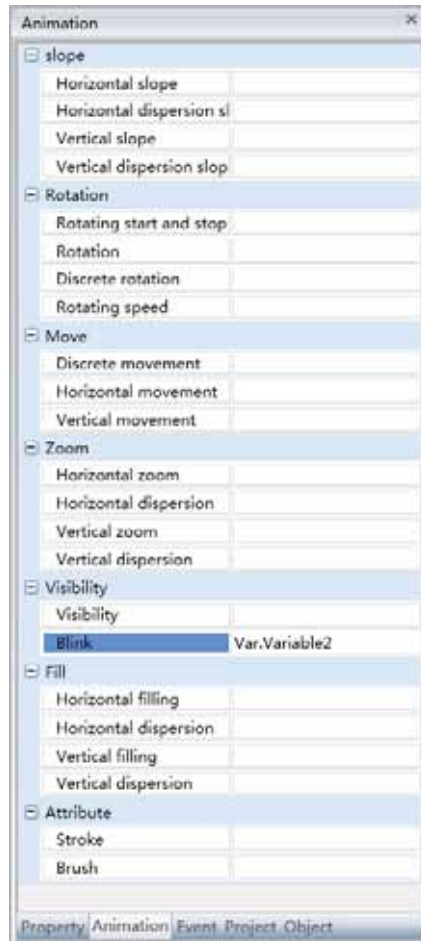 Animation ×
slope
Horizontal slope
Horizontal dispersion sl
Vertical slope
Vertical dispersion slop
Rotation
Rotating start and stop
Rotation
Discrete rotation
Rotating speed
Move
Discrete movement
Horizontal movement
Vertical movement
Zoom
Horizontal zoom
Horizontal dispersion
Vertical zoom
Vertical dispersion
Visibility
Visibility
Blink Var.Variable2
Fill
Horizontal filling
Horizontal dispersion
Vertical filling
Vertical dispersion
Attribute
Stroke
Brush
Property Animation Event Project Object